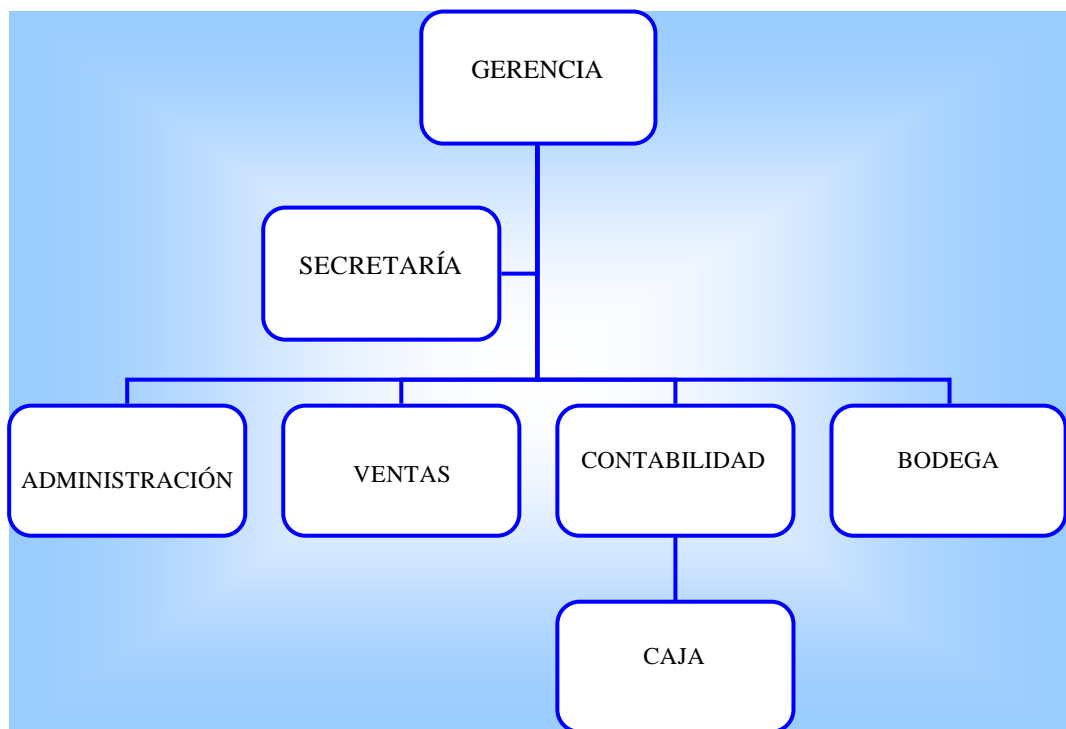 GERENCIA
SECRETARÍA
ADMINISTRACIÓN
VENTAS
CONTABILIDAD
BODEGA
CAJA